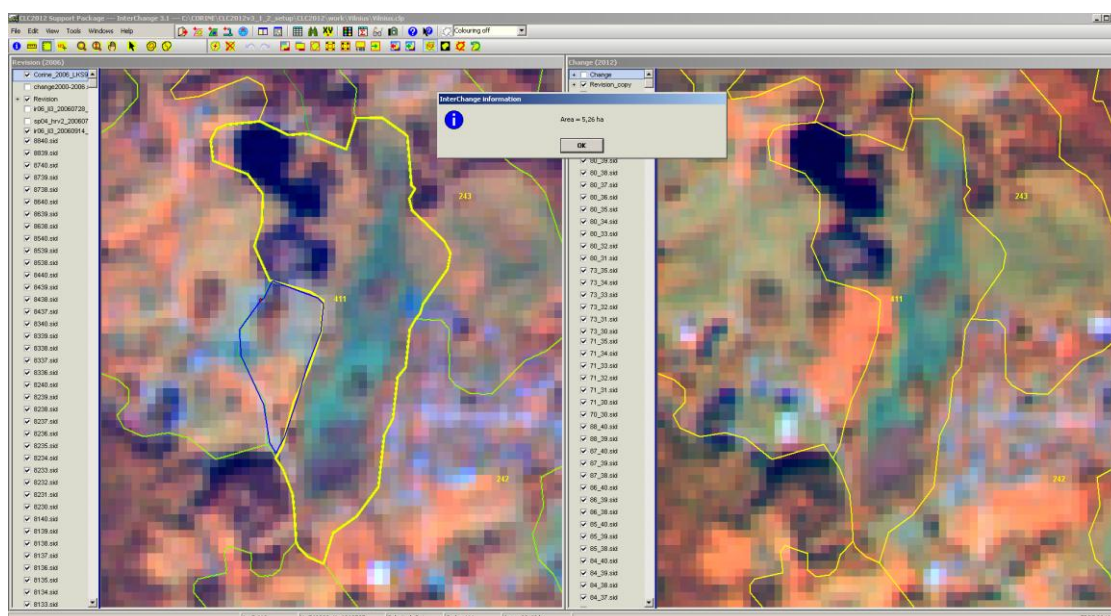 CLC2012 Support Package --- InterChange 3.1 --- C:\CORINE\CLC2012v3_1_2_setup\CLC2012\work\Vilnius\Vilnius.clp
File Edit View Tools Windows Help
Colouring off
Revision (2006)
Corine_2006_LKS9
change2000-2006
Revision
ir06_li3_20060728_
sp04_hrv2_200607
ir06_li3_20060914_
8840.sid
8839.sid
8740.sid
8739.sid
8738.sid
8640.sid
8639.sid
8638.sid
8540.sid
8539.sid
8538.sid
8440.sid
8439.sid
8438.sid
8437.sid
8340.sid
8339.sid
8338.sid
8337.sid
8336.sid
8240.sid
8239.sid
8238.sid
8237.sid
8236.sid
8235.sid
8234.sid
8233.sid
8232.sid
8231.sid
8230.sid
8140.sid
8139.sid
8138.sid
8137.sid
8136.sid
8135.sid
8134.sid
8133.sid
243
411
242
InterChange information
Area = 5,26 ha
OK
Change (2012)
Change
Revision_copy
80_39.sid
80_38.sid
80_37.sid
80_36.sid
80_35.sid
80_34.sid
80_33.sid
80_32.sid
80_31.sid
73_35.sid
73_34.sid
73_33.sid
73_32.sid
73_31.sid
73_30.sid
71_35.sid
71_34.sid
71_33.sid
71_32.sid
71_31.sid
71_30.sid
70_30.sid
88_40.sid
88_39.sid
87_40.sid
87_39.sid
87_38.sid
86_40.sid
86_39.sid
86_38.sid
85_40.sid
85_39.sid
85_38.sid
84_40.sid
84_39.sid
84_38.sid
84_37.sid
243
411
242